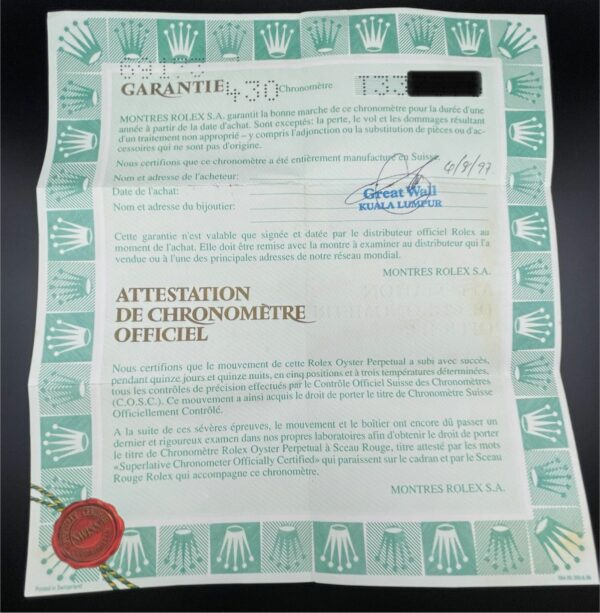 69173
GARANTIE 430 Chronomètre 133
MONTRES ROLEX S.A. garantit la bonne marche de ce chronomètre pour la durée d'une
année à partir de la date d'achat. Sont exceptés: la perte, le vol et les dommages résultant
d'un traitement non approprié – y compris l'adjonction ou la substitution de pièces ou d'ac-
cessoires qui ne sont pas d'origine.
Nous certifions que ce chronomètre a été entièrement manufacturé en Suisse.
Nom et adresse de l'acheteur:
4/8/97
Date de l'achat:
Great Wall
Nom et adresse du bijoutier:
KUALA LUMPUR
Cette garantie n'est valable que signée et datée par le distributeur officiel Rolex au
moment de l'achat. Elle doit être remise avec la montre à examiner au distributeur qui l'a
vendue ou à l'une des principales adresses de notre réseau mondial.
MONTRES ROLEX S.A.
ATTESTATION
DE CHRONOMÈTRE
OFFICIEL
Nous certifions que le mouvement de cette Rolex Oyster Perpetual a subi avec succès,
pendant quinze jours et quinze nuits, en cinq positions et à trois températures déterminées,
tous les contrôles de précision effectués par le Contrôle Officiel Suisse des Chronomètres
(C.O.S.C.). Ce mouvement a ainsi acquis le droit de porter le titre de Chronomètre Suisse
Officiellement Contrôlé.
A la suite de ces sévères épreuves, le mouvement et le boîtier ont encore dû passer un
dernier et rigoureux examen dans nos propres laboratoires afin d'obtenir le droit de porter
le titre de Chronomètre Rolex Oyster Perpetual à Sceau Rouge, titre attesté par les mots
«Superlative Chronometer Officially Certified» qui paraissent sur le cadran et par le Sceau
Rouge Rolex qui accompagne ce chronomètre.
MONTRES ROLEX S.A.
Printed in Switzerland